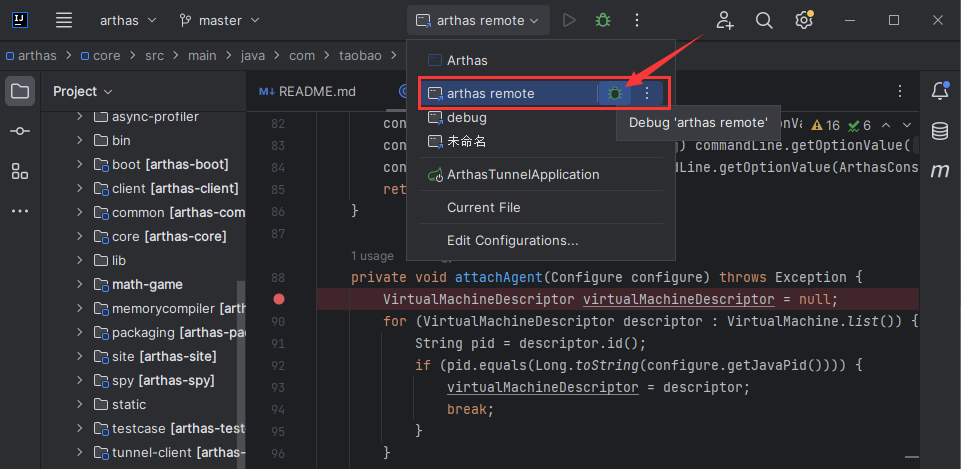 arthas
master
arthas remote
arthas
core
src
main
java
com
taobao
Project
async-profiler
bin
boot [arthas-boot]
client [arthas-client]
common [arthas-com
core [arthas-core]
lib
math-game
memorycompiler [arth
packaging [arthas-pac
site [arthas-site]
spy [arthas-spy]
static
testcase [arthas-test
tunnel-client [arthas-
README.md
Arthas
arthas remote
debug
未命名
ArthasTunnelApplication
Current File
Edit Configurations...
Debug 'arthas remote'
16
6
82
con
onVa
83
con
) commandLine.getOptionValue(
84
con
dLine.getOptionValue(ArthasCons
85
ret
86
}
87
1 usage
88
private void attachAgent(Configure configure) throws Exception {
VirtualMachineDescriptor virtualMachineDescriptor = null;
90
for (VirtualMachineDescriptor descriptor : VirtualMachine.list()) {
91
String pid = descriptor.id();
92
if (pid.equals(Long.toString(configure.getJavaPid()))) {
93
virtualMachineDescriptor = descriptor;
94
break;
95
}
96
}